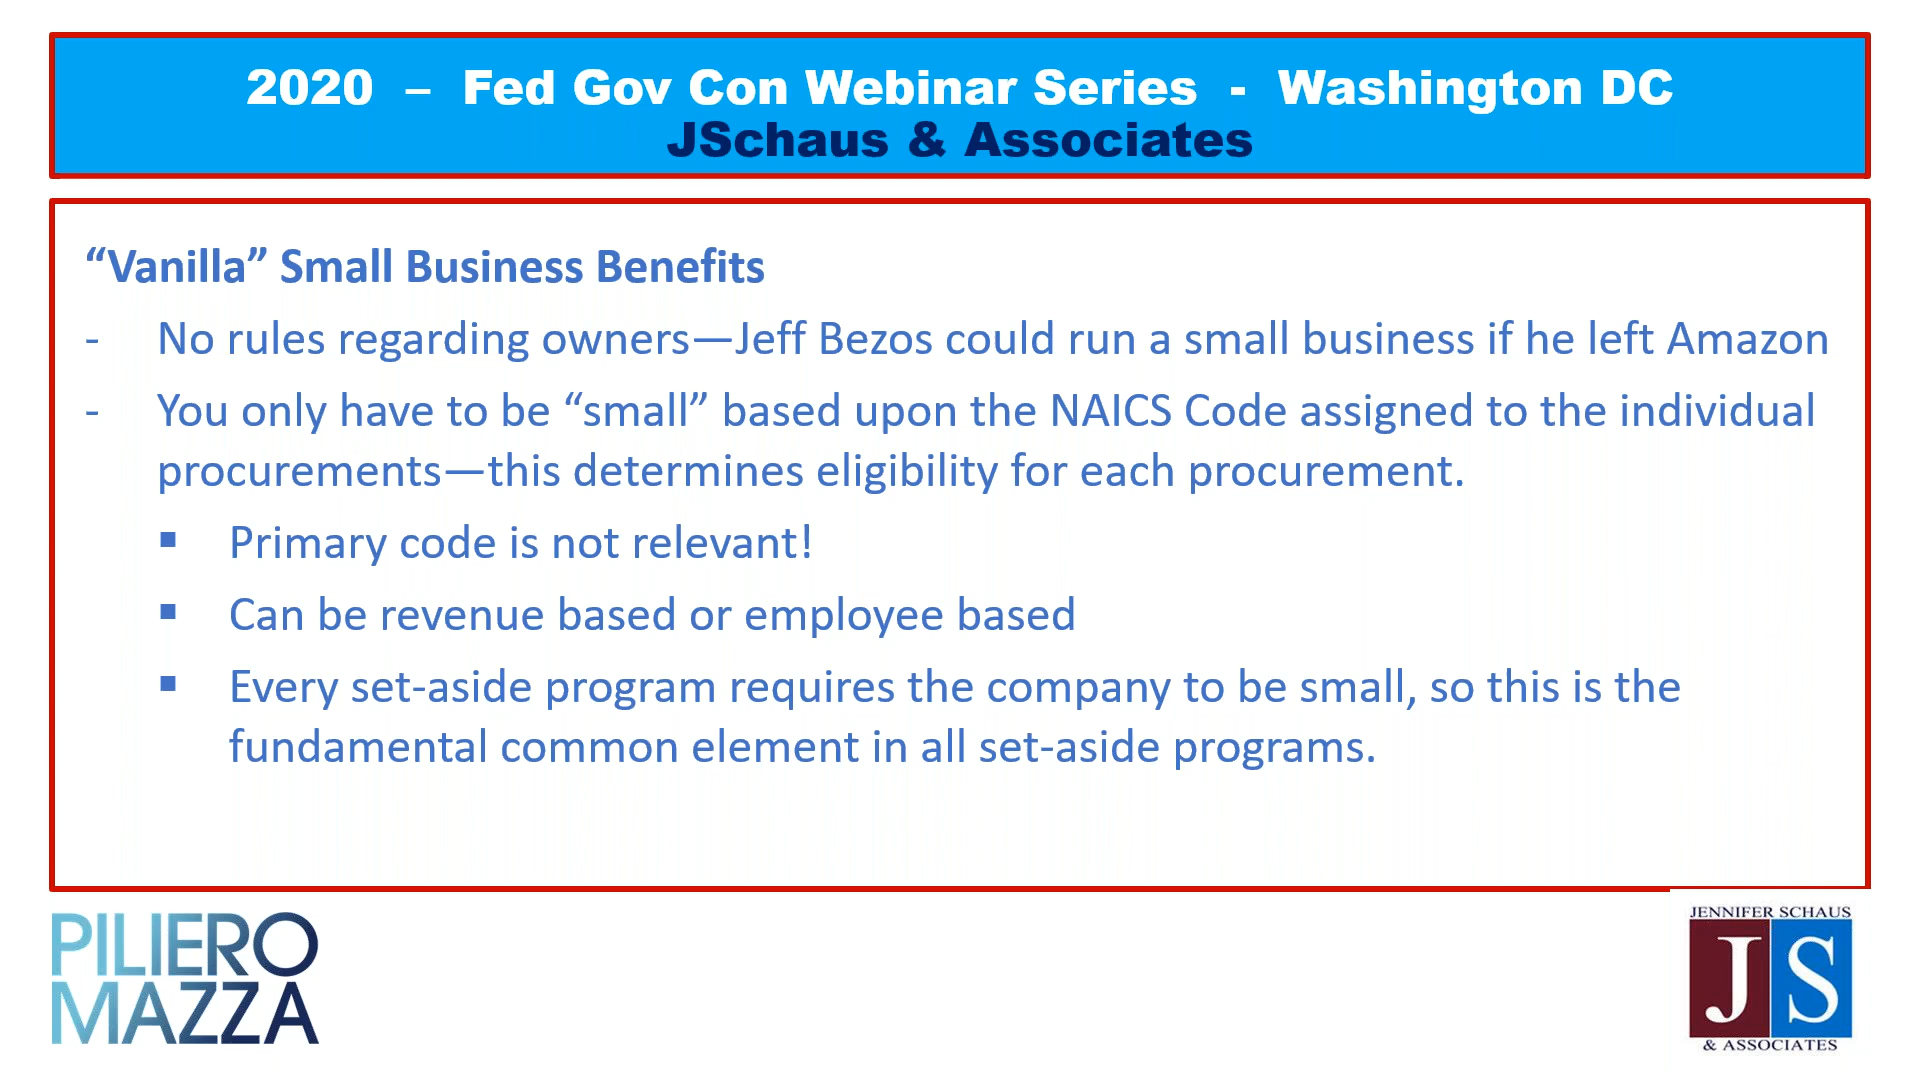 2020 – Fed Gov Con Webinar Series - Washington DC
JSchaus & Associates
“Vanilla” Small Business Benefits
- No rules regarding owners—Jeff Bezos could run a small business if he left Amazon
- You only have to be “small” based upon the NAICS Code assigned to the individual
procurements—this determines eligibility for each procurement.
▪ Primary code is not relevant!
▪ Can be revenue based or employee based
▪ Every set-aside program requires the company to be small, so this is the
fundamental common element in all set-aside programs.
PILIERO
MAZZA
JENNIFER SCHAUS
JS
& ASSOCIATES